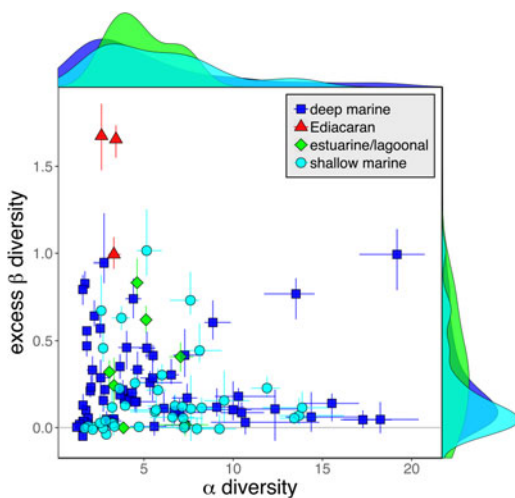 deep marine
Ediacaran
estuarine/lagoonal
shallow marine
excess β diversity
1.5
1.0
0.5
0.0
5
10
15
20
α diversity